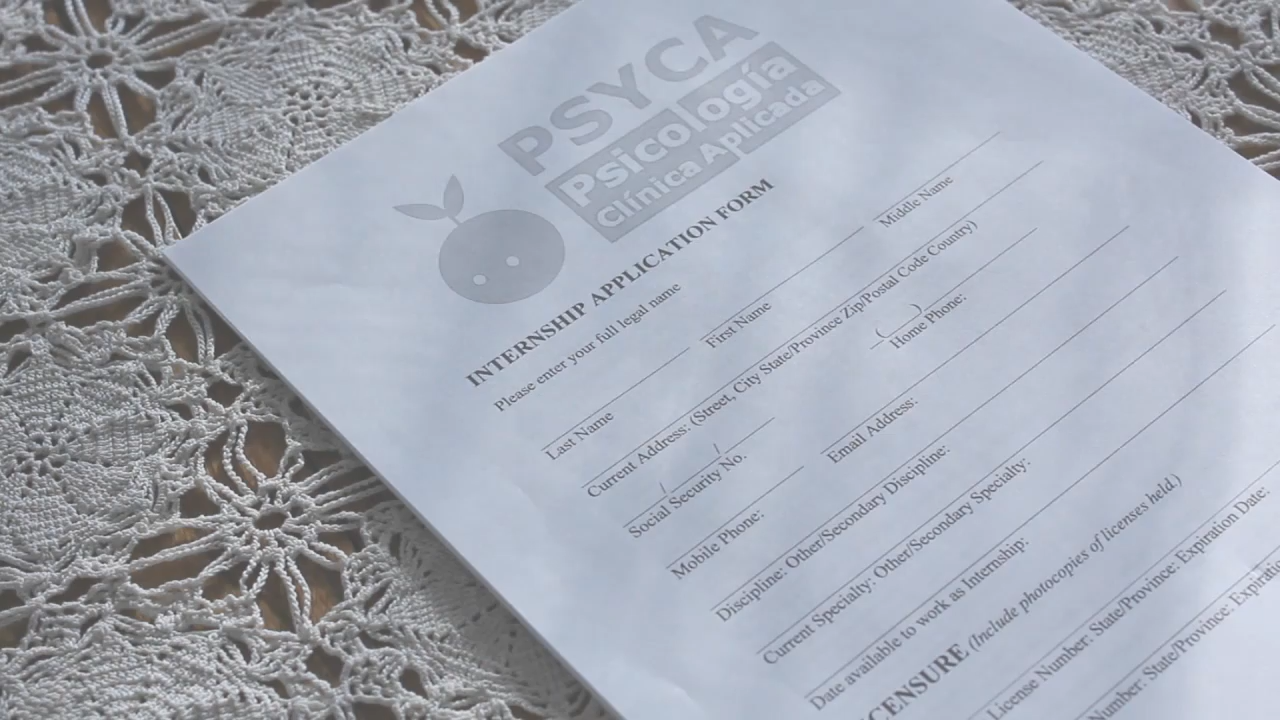 PSYCA
Psicología
Clínica Aplicada
INTERNSHIP APPLICATION FORM
Please enter your full legal name
Last Name First Name Middle Name
Current Address: (Street, City State/Province Zip/Postal Code Country)
Social Security No. Home Phone:
Mobile Phone: Email Address:
Discipline: Other/Secondary Discipline:
Current Specialty: Other/Secondary Specialty:
Date available to work as Internship:
CENSURE (Include photocopies of licenses held.)
License Number: State/Province: Expiration Date:
Number: State/Province: